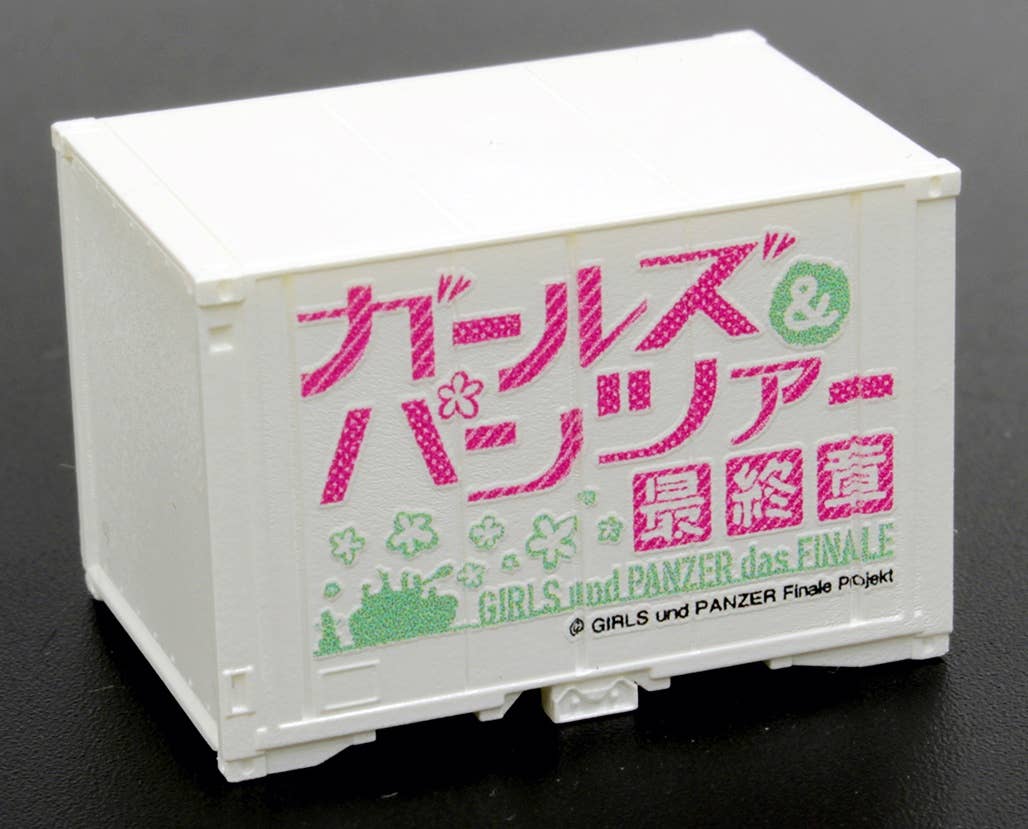 ガールズ&
パンツァー
最終章
GIRLS und PANZER das FINALE
© GIRLS und PANZER Finale Projekt